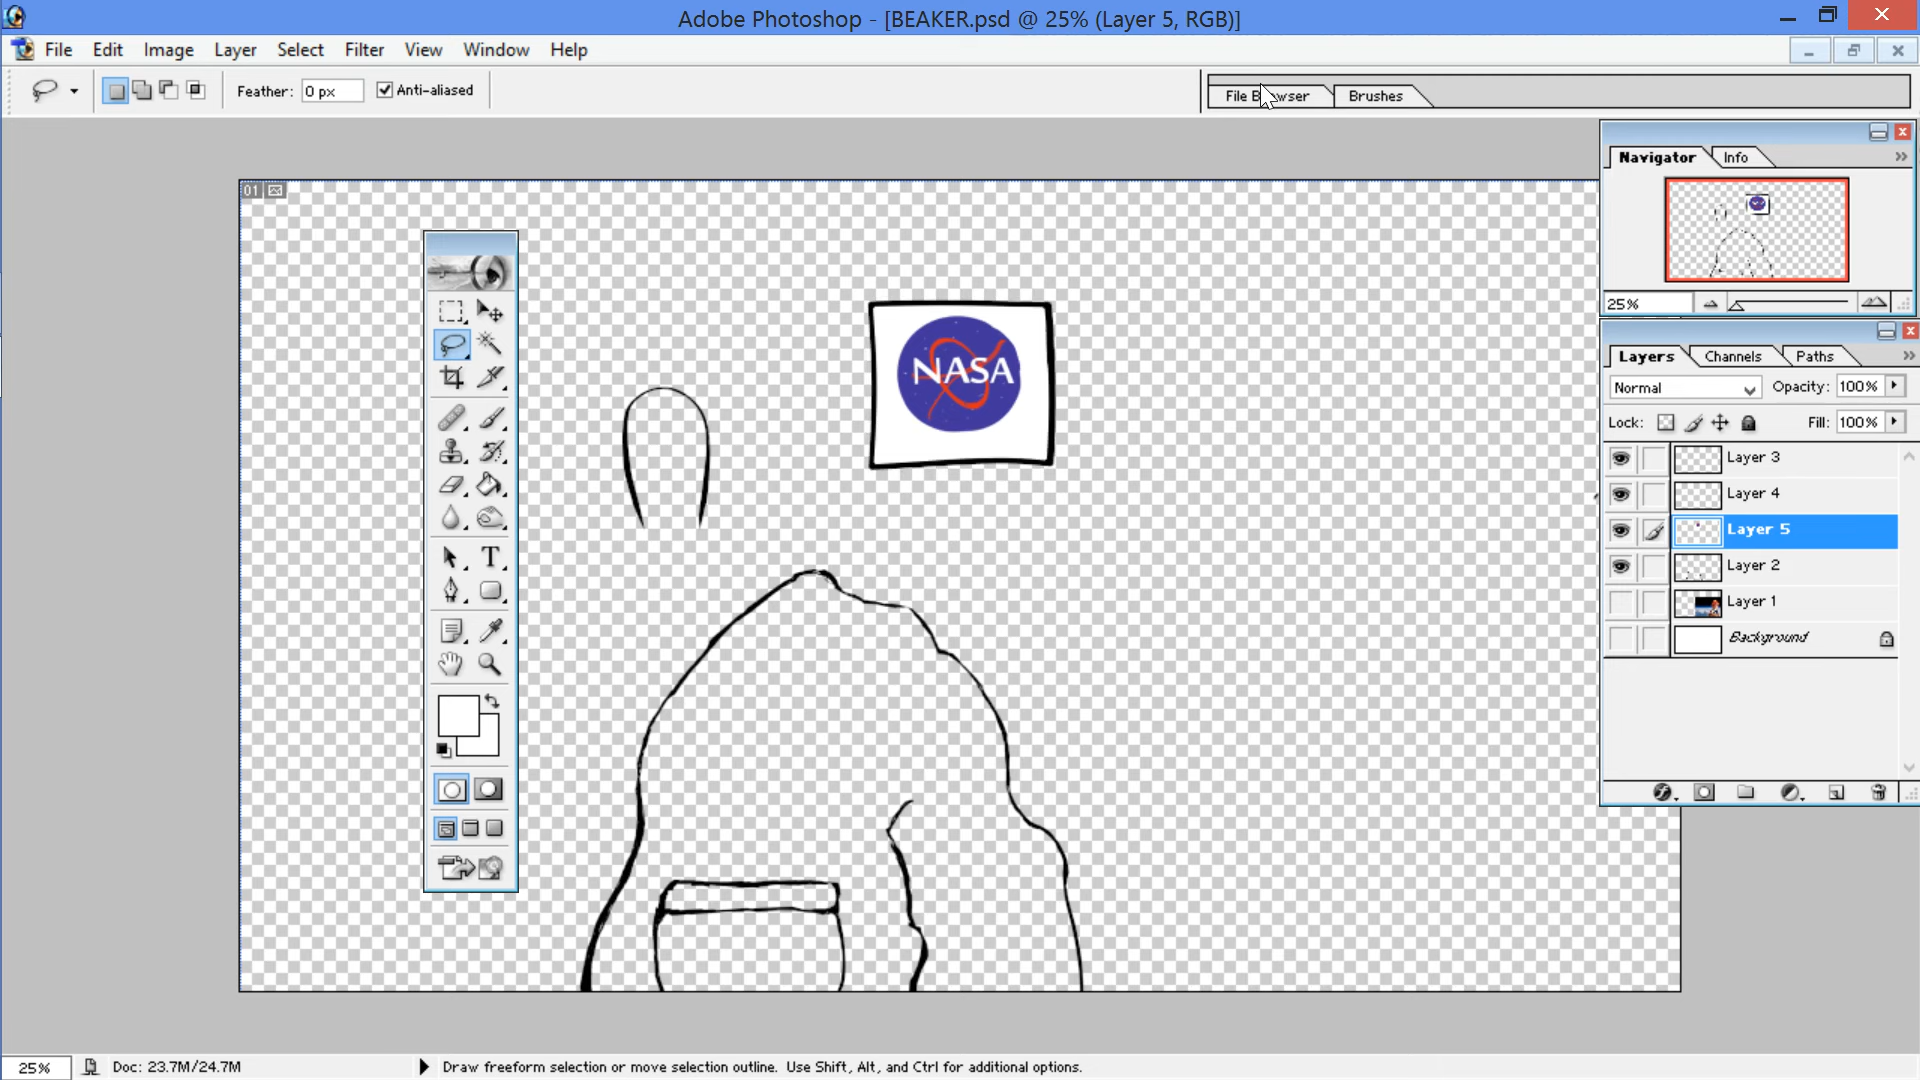 Adobe Photoshop - [BEAKER.psd @ 25% (Layer 5, RGB)]
File Edit Image Layer Select Filter View Window Help
Feather: 0 px Anti-aliased
File Browser Brushes
Navigator Info
01
25%
NASA
Layers Channels Paths
Normal Opacity: 100%
Lock: Fill: 100%
Layer 3
Layer 4
Layer 5
Layer 2
Layer 1
Background
T
25% Doc: 23.7M/24.7M Draw freeform selection or move selection outline. Use Shift, Alt, and Ctrl for additional options.